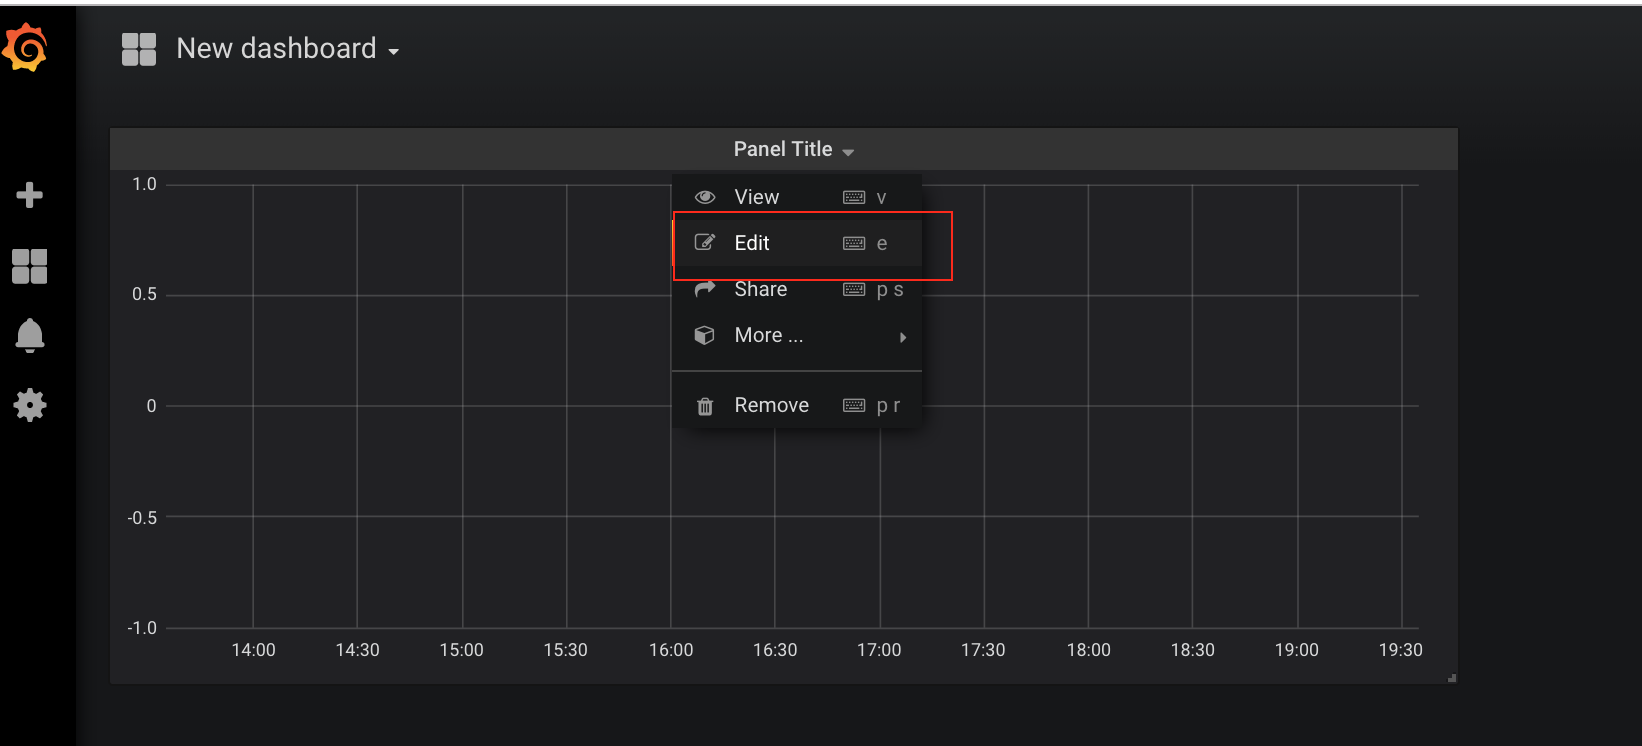 New dashboard
Panel Title
View v
Edit e
Share p s
More ...
Remove p r
1.0
0.5
0
-0.5
-1.0
14:00 14:30 15:00 15:30 16:00 16:30 17:00 17:30 18:00 18:30 19:00 19:30